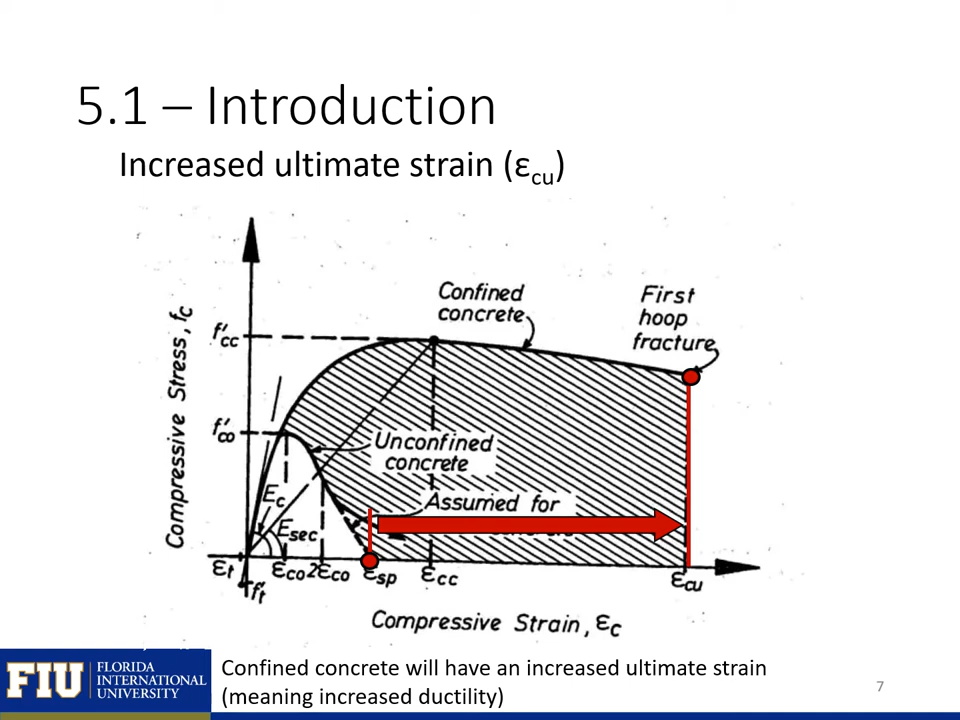 5.1 – Introduction
Increased ultimate strain (εcu)
Confined
concrete
First
hoop
fracture
f'cc
f'co
Compressive Stress, fc
Unconfined
concrete
Assumed for
Ec
Esec
εt
f't
εco
2εco
εsp
εcc
εcu
Compressive Strain, εc
FIU
FLORIDA
INTERNATIONAL
UNIVERSITY
Confined concrete will have an increased ultimate strain
(meaning increased ductility)
7